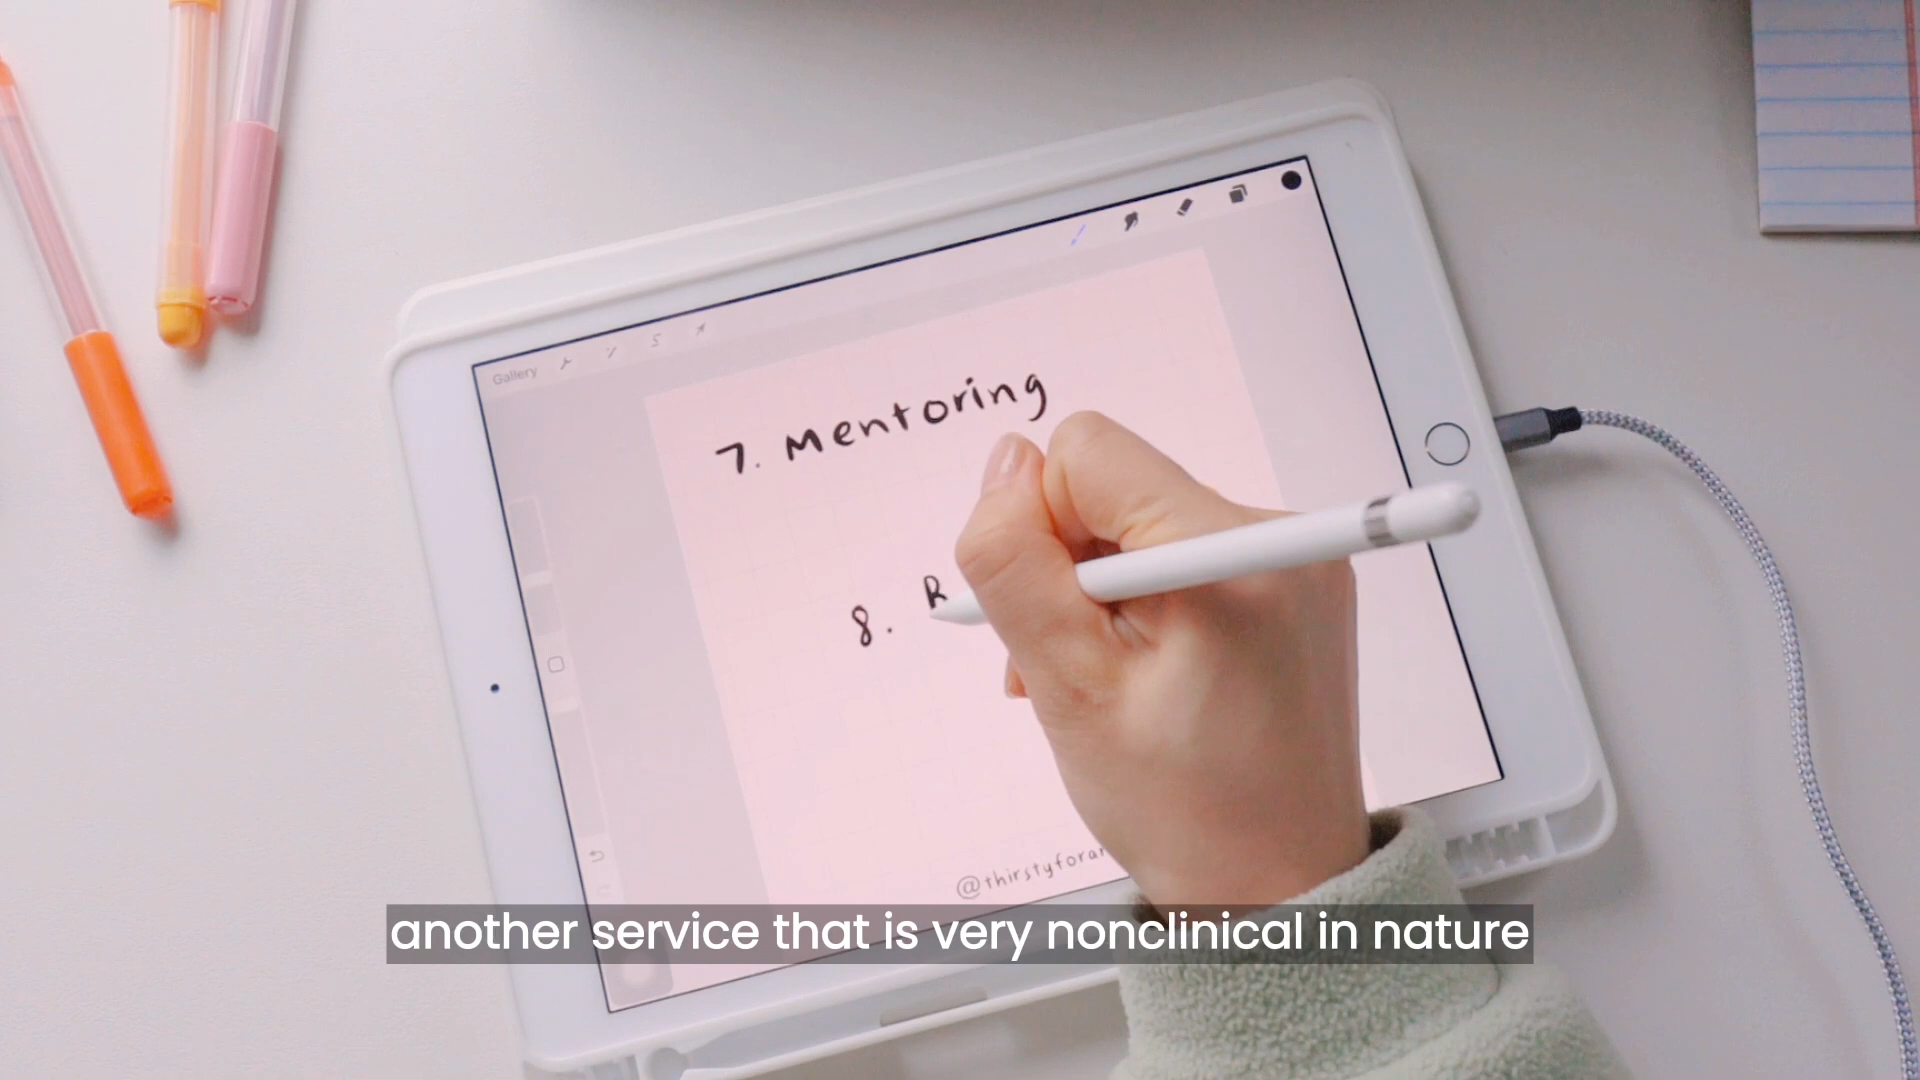 Gallery
7. Mentoring
8. R
@thirstyforar
another service that is very nonclinical in nature